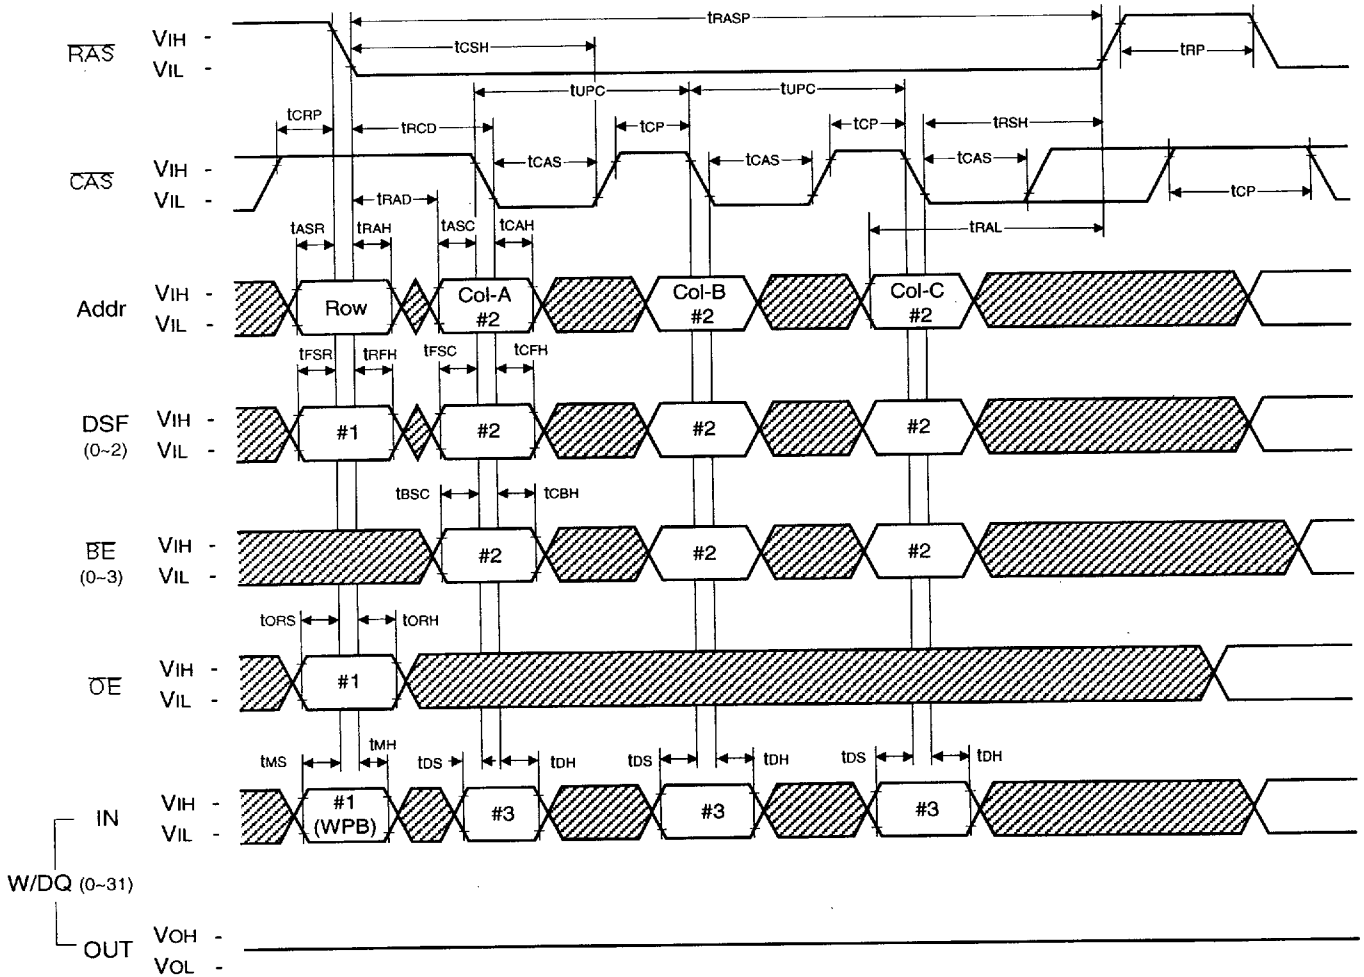 tRASP
RAS VIH -
VIL -
tCSH
tRP
tUPC tUPC
tCRP tRCD tCP tCP tRSH
CAS VIH -
VIL -
tCAS tCAS tCAS
tRAD tCP
tASR tRAH tASC tCAH tRAL
Addr VIH -
VIL -
Row Col-A #2 Col-B #2 Col-C #2
tFSR tRFH tFSC tCFH
DSF (0~2) VIH -
VIL -
#1 #2 #2 #2
tBSC tCBH
BE (0~3) VIH -
VIL -
#2 #2 #2
tORS tORH
OE VIH -
VIL -
#1
tMS tMH tDS tDH tDS tDH tDS tDH
IN VIH -
VIL -
#1 (WPB) #3 #3 #3
W/DQ (0~31)
OUT VOH -
VOL -